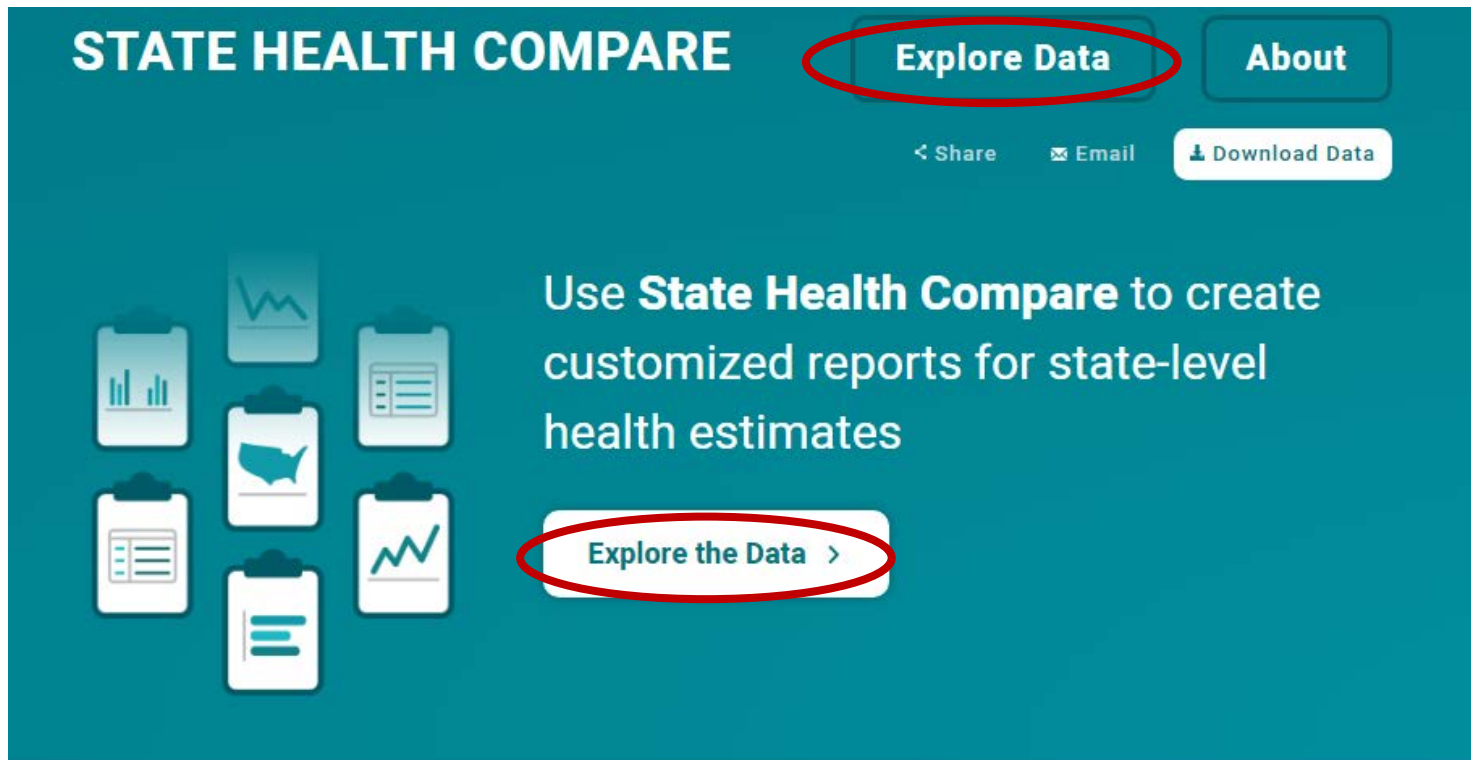 STATE HEALTH COMPARE
Explore Data
About
Share
Email
Download Data
Use State Health Compare to create
customized reports for state-level
health estimates
Explore the Data >